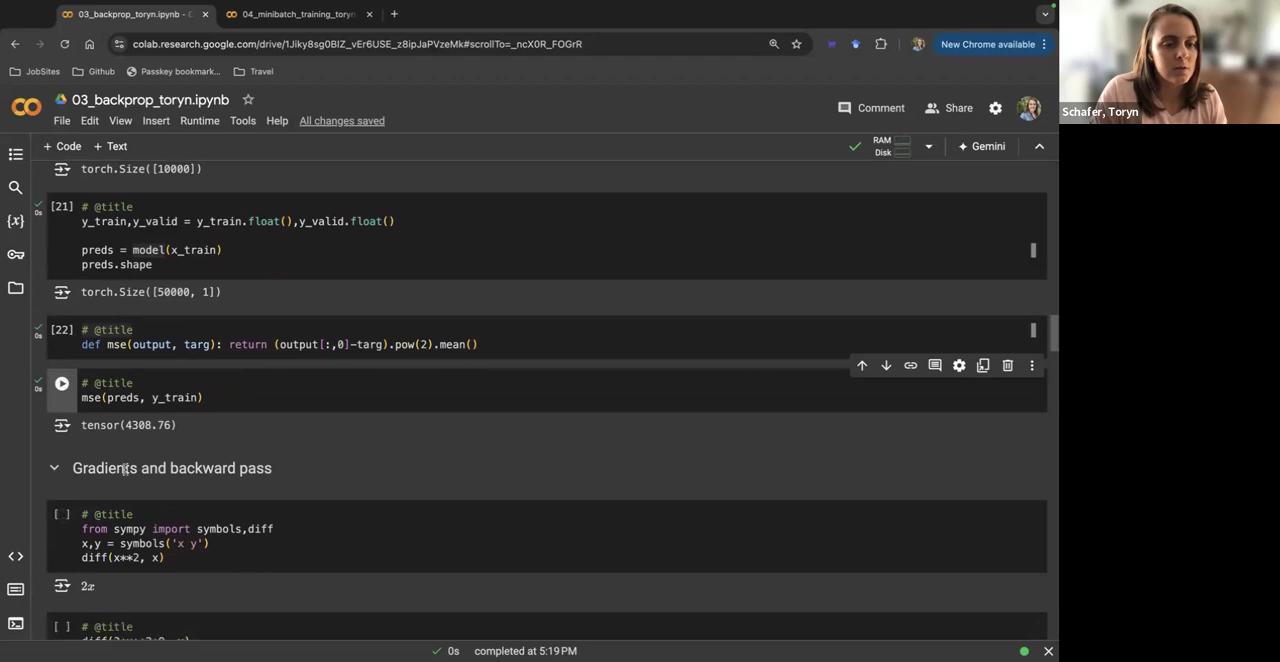 03_backprop_toryn.ipynb - C
04_minibatch_training_toryn
colab.research.google.com/drive/1Jiky8sg0BIZ_vEr6USE_z8ipJaPVzeMk#scrollTo=_ncX0R_FOGrR
New Chrome available
JobSites
Github
Passkey bookmark...
Travel
03_backprop_toryn.ipynb
Comment
Share
File Edit View Insert Runtime Tools Help All changes saved
+ Code + Text
RAM
Disk
Gemini
torch.Size([10000])
[21] # @title
0s
y_train,y_valid = y_train.float(),y_valid.float()
preds = model(x_train)
preds.shape
torch.Size([50000, 1])
[22] # @title
0s
def mse(output, targ): return (output[:,0]-targ).pow(2).mean()
# @title
0s
mse(preds, y_train)
tensor(4308.76)
Gradients and backward pass
[ ] # @title
from sympy import symbols,diff
x,y = symbols('x y')
diff(x**2, x)
2x
[ ] # @title
0s completed at 5:19 PM
Schafer, Toryn